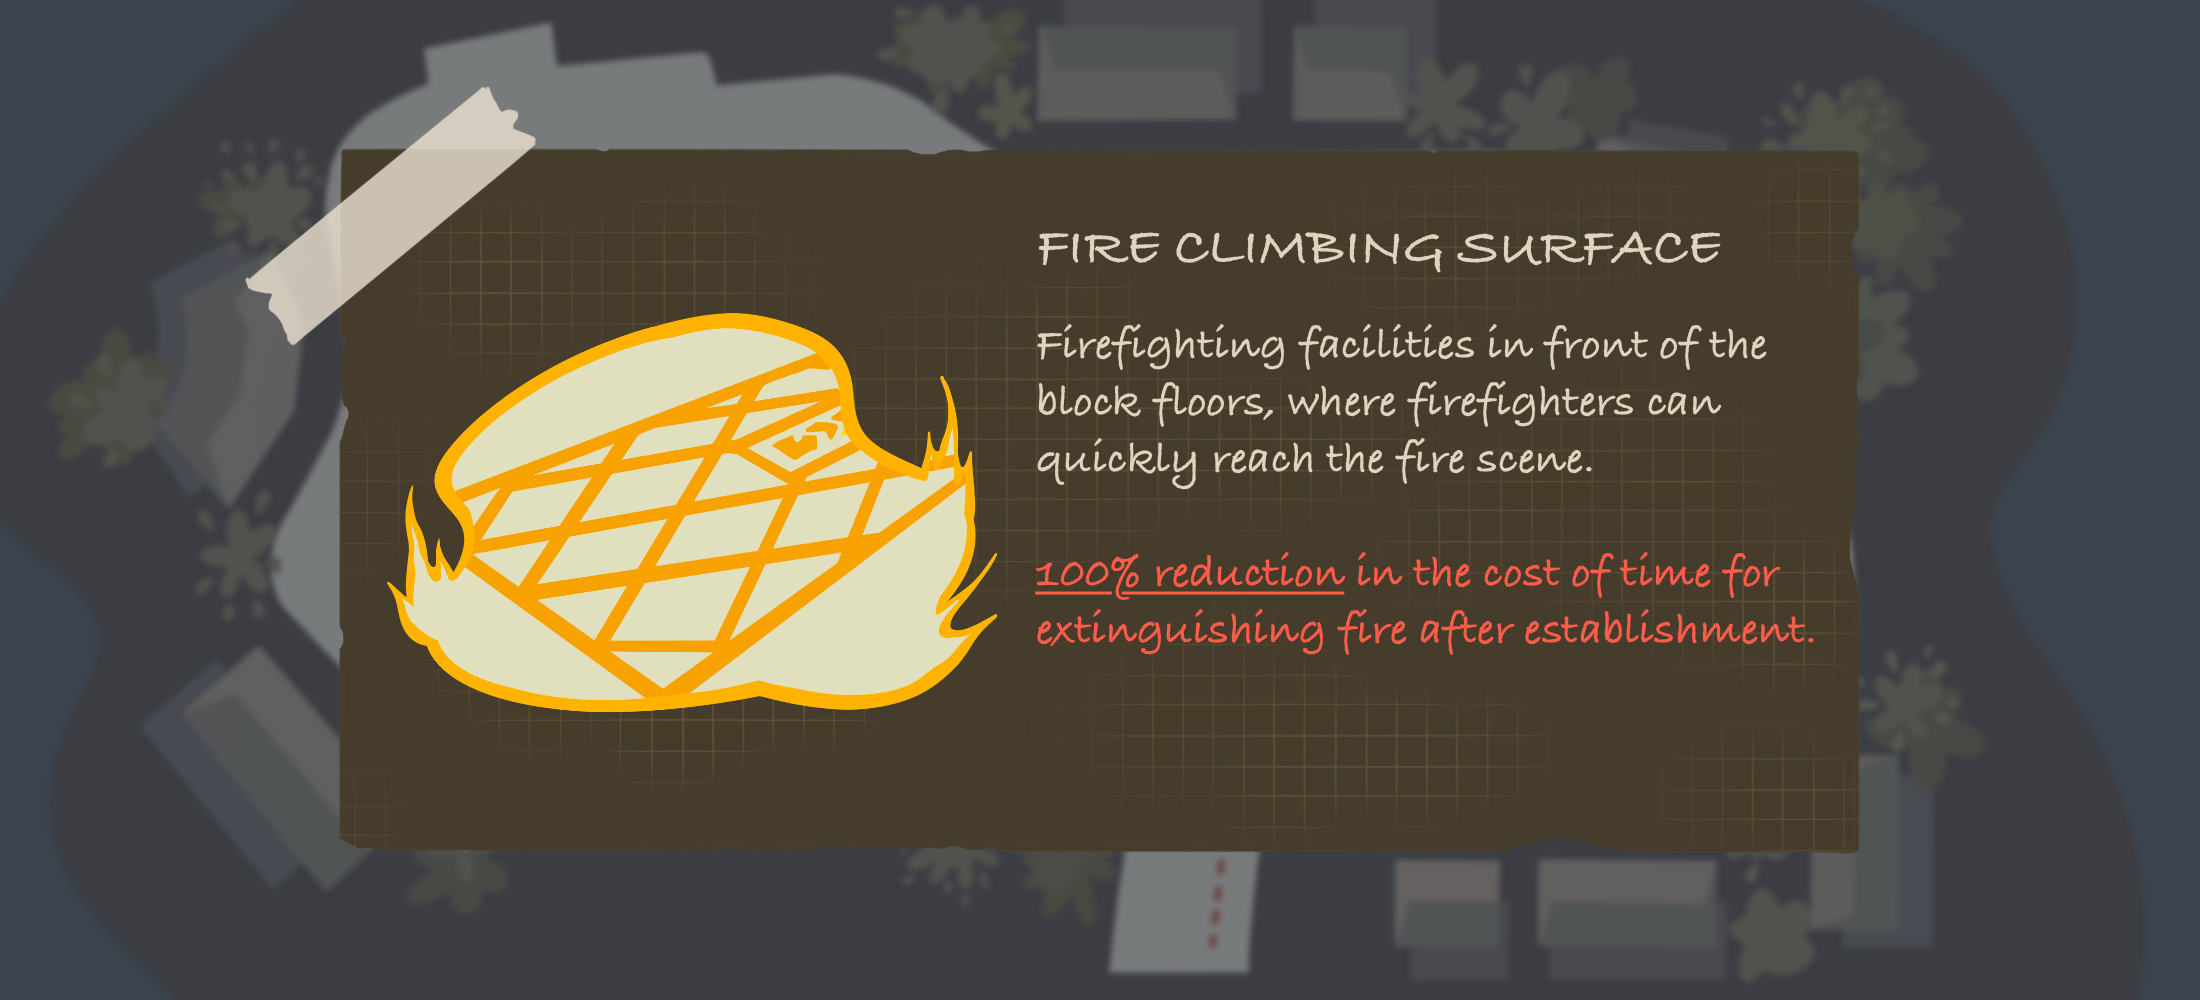 FIRE CLIMBING SURFACE
Firefighting facilities in front of the
block floors, where firefighters can
quickly reach the fire scene.
100% reduction in the cost of time for
extinguishing fire after establishment.